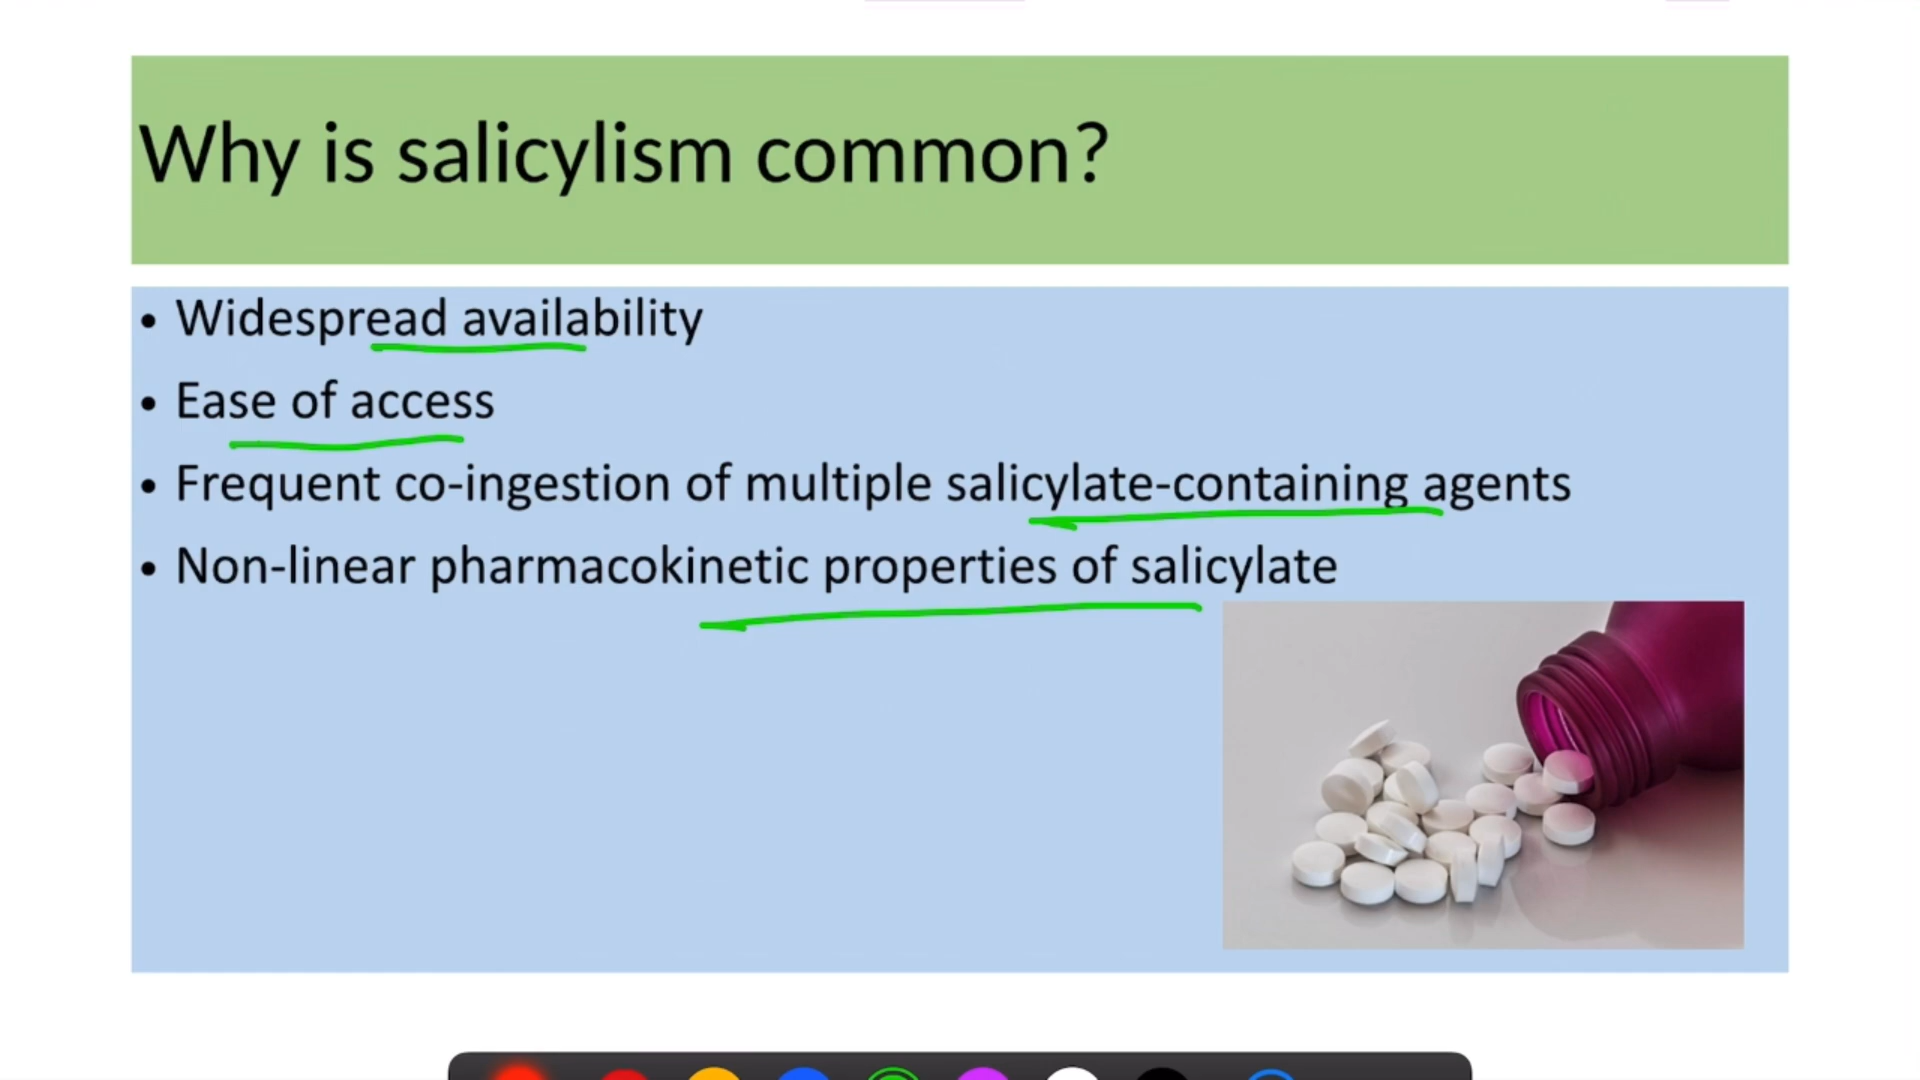 Why is salicylism common?
• Widespread availability
• Ease of access
• Frequent co-ingestion of multiple salicylate-containing agents
• Non-linear pharmacokinetic properties of salicylate